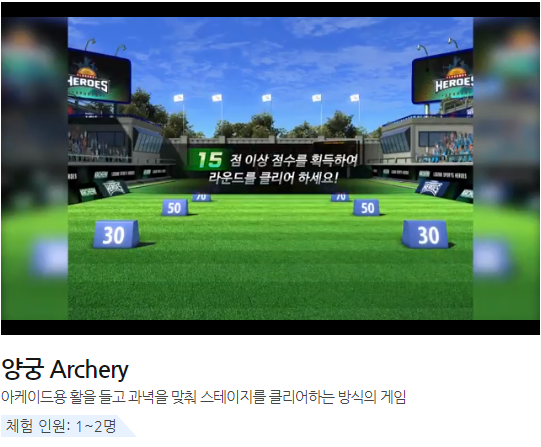 HEROES
HEROES
15 점 이상 점수를 획득하여
라운드를 클리어 하세요!
70
70
50
50
30
30
ARCHERY
HEROES
양궁 Archery
아케이드용 활을 들고 과녁을 맞춰 스테이지를 클리어하는 방식의 게임
체험 인원: 1~2명